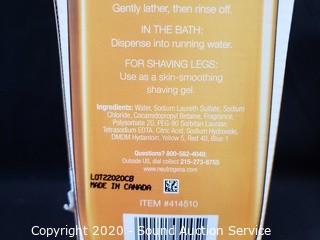 Gently lather, then rinse off.
IN THE BATH:
Dispense into running water.
FOR SHAVING LEGS:
Use as a skin-smoothing
shaving gel.
Ingredients: Water, Sodium Laureth Sulfate, Sodium
Chloride, Cocamidopropyl Betaine, Fragrance,
Polysorbate 20, PEG-80 Sorbitan Laurate,
Tetrasodium EDTA, Citric Acid, Sodium Hydroxide,
DMDM Hydantoin, Yellow 5, Red 40, Blue 1
Questions? 800-582-4048
Outside US, dial collect 215-273-8755
www.neutrogena.com
LOT22020CB
MADE IN CANADA
ITEM #414510
Copyright 2020 - Sound Auction Service